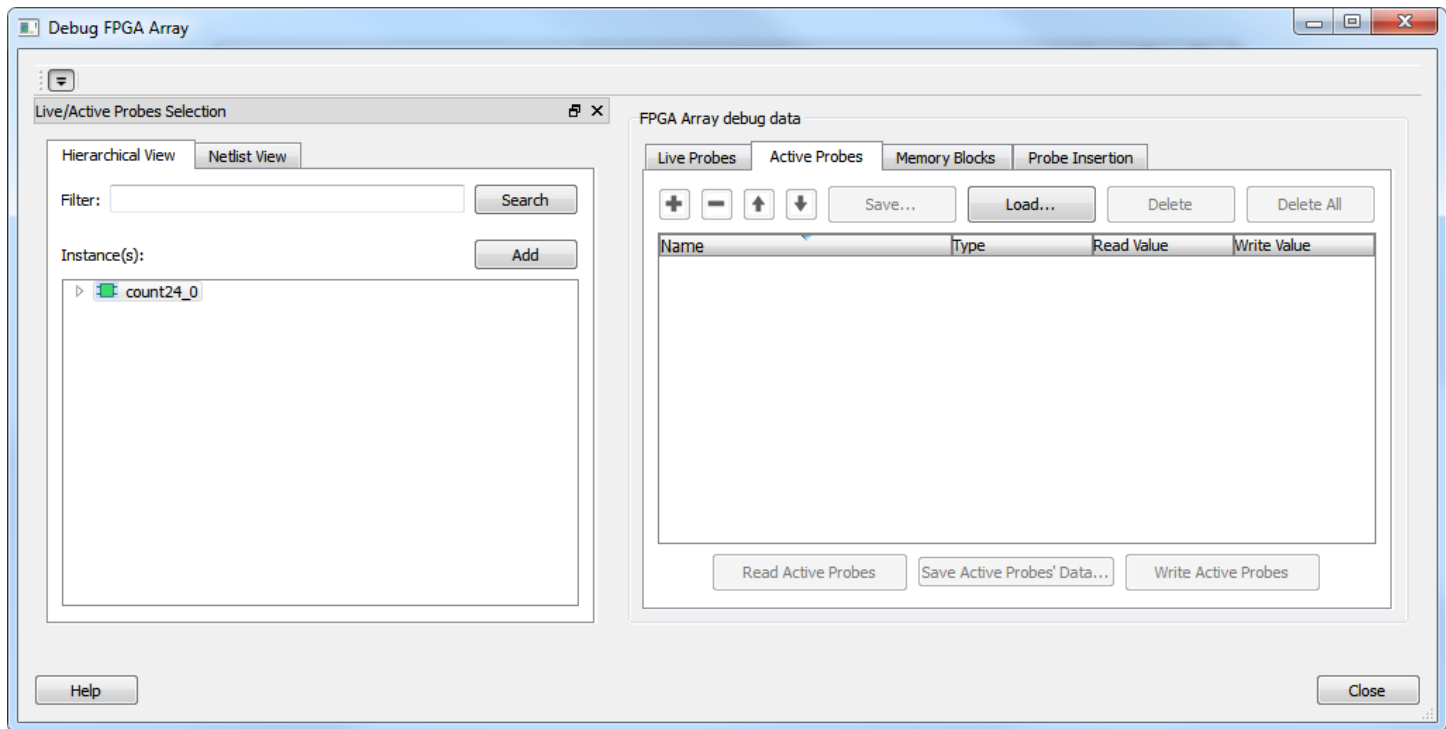 Debug FPGA Array
Live/Active Probes Selection
Hierarchical View Netlist View
Filter: Search
Instance(s): Add
count24_0
FPGA Array debug data
Live Probes Active Probes Memory Blocks Probe Insertion
Save... Load... Delete Delete All
Name Type Read Value Write Value
Read Active Probes Save Active Probes' Data... Write Active Probes
Help Close